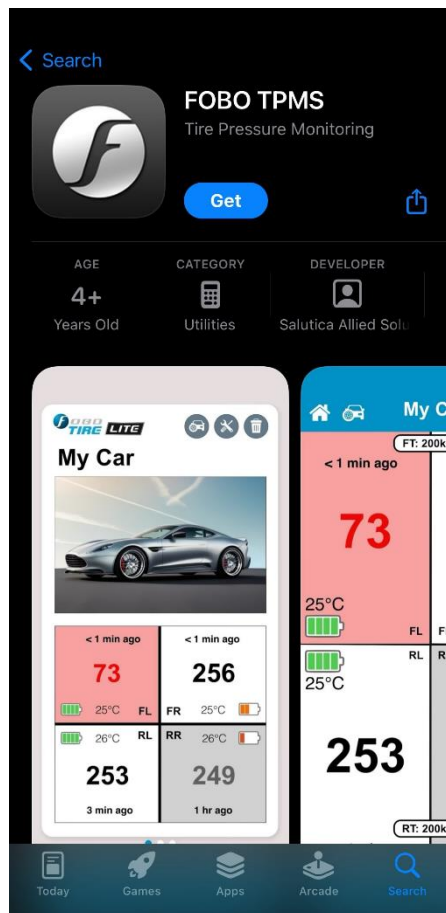 Search
FOBO TPMS
Tire Pressure Monitoring
Get
AGE
4+
Years Old
CATEGORY
Utilities
DEVELOPER
Salutica Allied Solu
FOBO
TIRE LITE
My Car
< 1 min ago
73
25°C FL
< 1 min ago
256
FR 25°C
26°C RL
253
3 min ago
RR 26°C
249
1 hr ago
My C
FT: 200k
< 1 min ago
73
25°C
FL
F
RL
R
25°C
253
RT: 200k
Today
Games
Apps
Arcade
Search